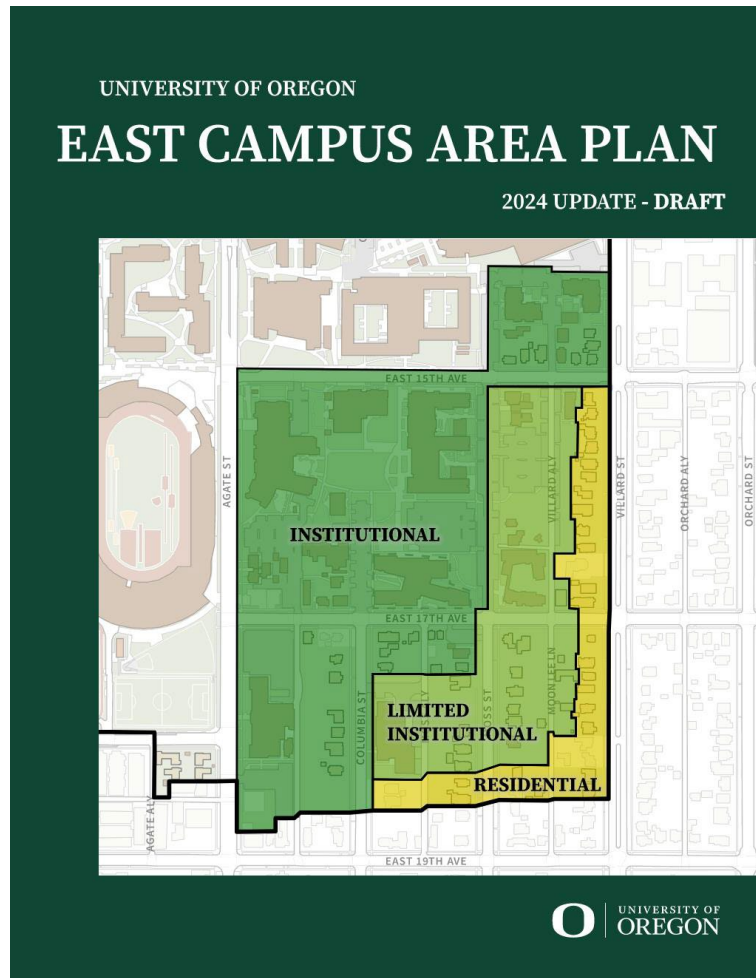 UNIVERSITY OF OREGON
EAST CAMPUS AREA PLAN
2024 UPDATE - DRAFT
EAST 15TH AVE
AGATE ST
VILLARD ALY
VILLARD ST
ORCHARD ALY
ORCHARD ST
INSTITUTIONAL
EAST 17TH AVE
COLUMBIA ST
MOON LEE LN
LIMITED
INSTITUTIONAL
RESIDENTIAL
AGATE ALY
EAST 19TH AVE
O
UNIVERSITY OF
OREGON